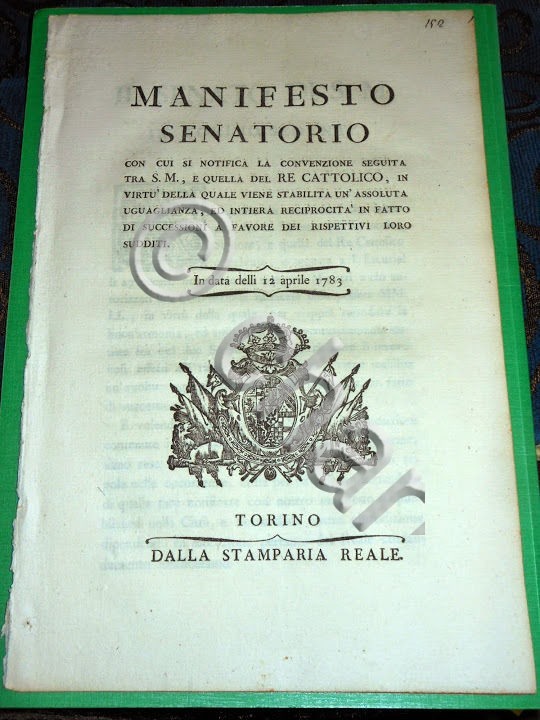 152
MANIFESTO
SENATORIO
CON CUI SI NOTIFICA LA CONVENZIONE SEGUITA
TRA S. M., E QUELLA DEL RE CATTOLICO, IN
VIRTU' DELLA QUALE VIENE STABILITA UN' ASSOLUTA
UGUAGLIANZA, ED INTIERA RECIPROCITA' IN FATTO
DI SUCCESSIONI A FAVORE DEI RISPETTIVI LORO
SUDDITI.
In data delli 12 aprile 1783
TORINO
DALLA STAMPARIA REALE.
©